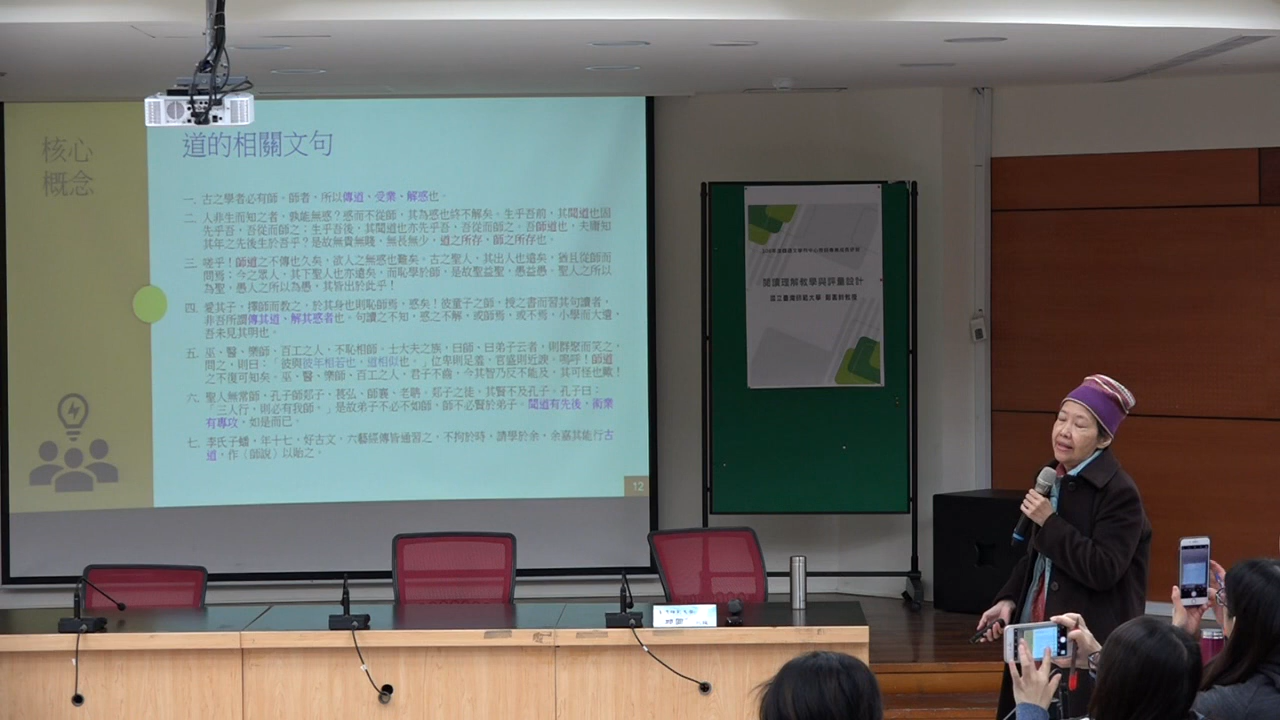 核心
概念
道的相關文句
一. 古之學者必有師。師者，所以傳道、受業、解惑也。
二. 人非生而知之者，孰能無惑？惑而不從師，其為惑也終不解矣。生乎吾前，其聞道也固
先乎吾，吾從而師之；生乎吾後，其聞道也亦先乎吾，吾從而師之。吾師道也，夫庸知
其年之先後生於吾乎？是故無貴無賤，無長無少，道之所存，師之所存也。
三. 嗟乎！師道之不傳也久矣，欲人之無惑也難矣。古之聖人，其出人也遠矣，猶且從師而
問焉；今之眾人，其下聖人也亦遠矣，而恥學於師，是故聖益聖，愚益愚。聖人之所以
為聖，愚人之所以為愚，其皆出於此乎！
四. 愛其子，擇師而教之，於其身也則恥師焉，惑矣！彼童子之師，授之書而習其句讀者，
非吾所謂傳其道、解其惑者也。句讀之不知，惑之不解，或師焉，或不焉，小學而大遺，
吾未見其明也。
五. 巫、醫、樂師、百工之人，不恥相師。士大夫之族，曰師、曰弟子云者，則群聚而笑之。
問之，則曰：「彼與彼年相若也，道相似也。」位卑則足羞，官盛則近諛。嗚呼！師道
之不復可知矣。巫、醫、樂師、百工之人，君子不齒，今其智乃反不能及，其可怪也歟！
六. 聖人無常師，孔子師郯子、萇弘、師襄、老聃。郯子之徒，其賢不及孔子。孔子曰：
「三人行，則必有我師。」是故弟子不必不如師，師不必賢於弟子。聞道有先後，術業
有專攻，如是而已。
七. 李氏子蟠，年十七，好古文，六藝經傳皆通習之，不拘於時，請學於余，余嘉其能行古
道，作〈師說〉以貽之。
12
閱讀理解教學與評量設計
國立臺灣師範大學